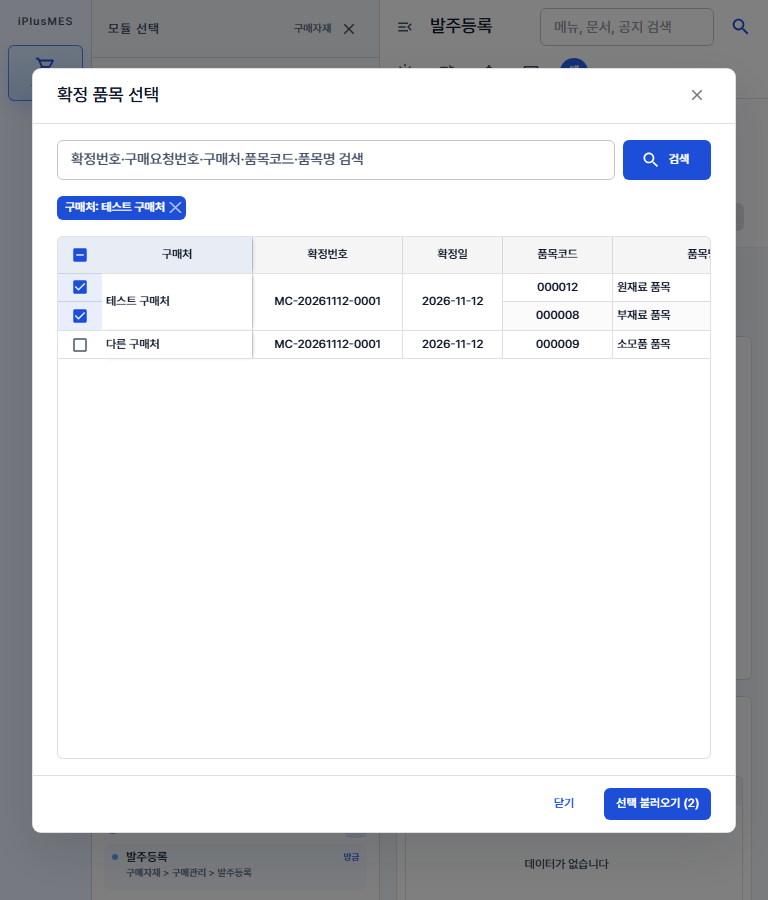 iPlusMES
모듈 선택
구매자재
발주등록
메뉴, 문서, 공지 검색
확정 품목 선택
확정번호·구매요청번호·구매처·품목코드·품목명 검색
검색
구매처: 테스트 구매처
구매처 확정번호 확정일 품목코드
테스트 구매처 MC-20261112-0001 2026-11-12 000012 원재료 품목
000008 부재료 품목
다른 구매처 MC-20261112-0001 2026-11-12 000009 소모품 품목
닫기
선택 불러오기 (2)
발주등록
방금
구매자재 > 구매관리 > 발주등록
데이터가 없습니다